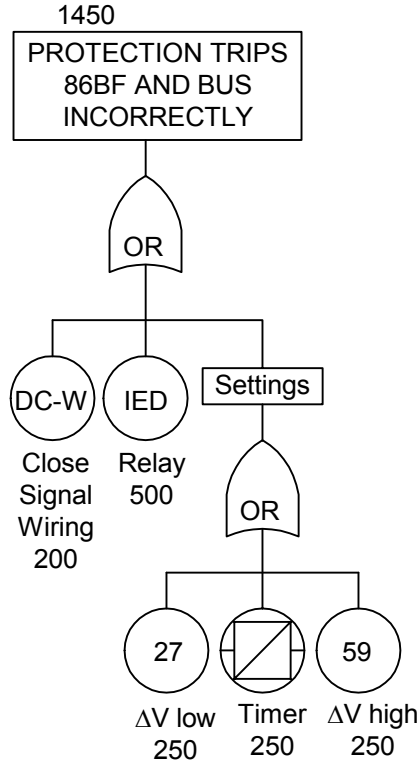 1450
PROTECTION TRIPS
86BF AND BUS
INCORRECTLY
OR
DC-W
IED
Settings
Close
Signal
Wiring
200
Relay
500
OR
27
59
ΔV low
250
Timer
250
ΔV high
250